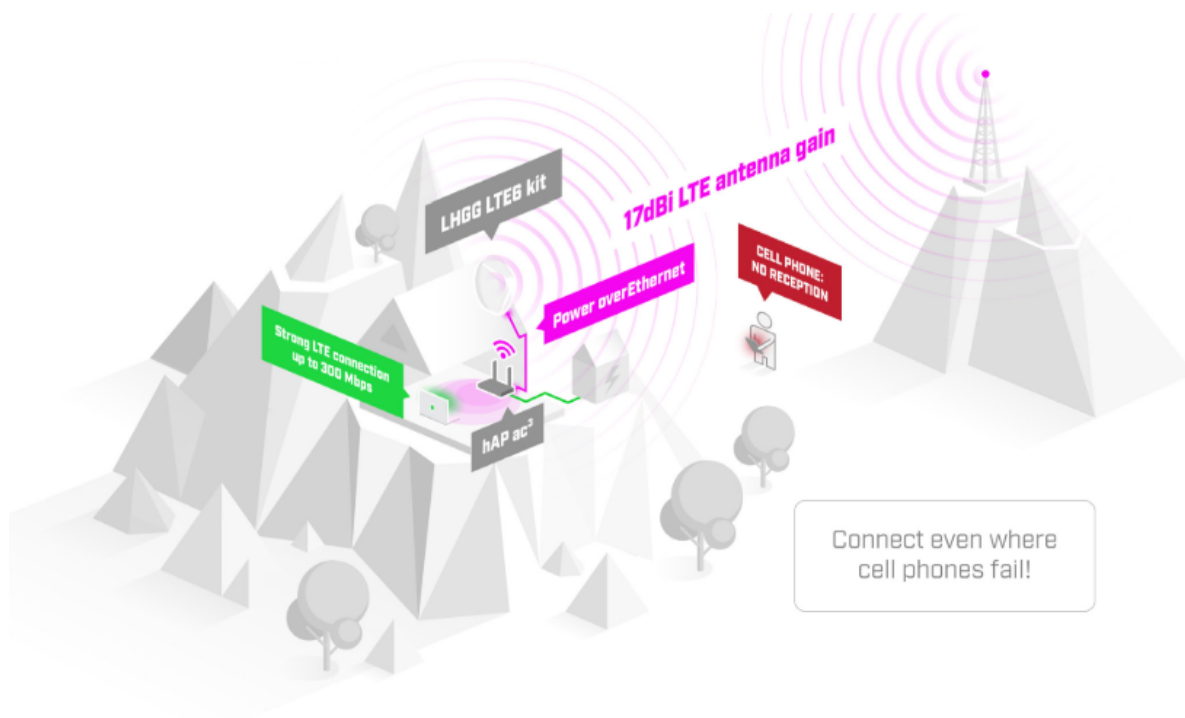 17dBi LTE antenna gain
LHGG LTE6 kit
CELL PHONE:
NO RECEPTION
Power overEthernet
Strong LTE connection
up to 300 Mbps
hAP ac³
Connect even where
cell phones fail!